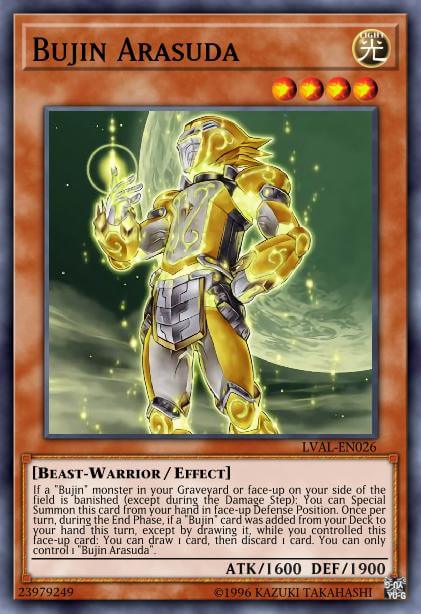 BUJIN ARASUDA
LIGHT
光
LVAL-EN026
[BEAST-WARRIOR / EFFECT]
If a "Bujin" monster in your Graveyard or face-up on your side of
the field is banished (except during the Damage Step): You can Special
Summon this card from your hand in face-up Defense Position. Once per
turn, during the End Phase, if a "Bujin" card was added from your Deck to
your hand this turn, except by drawing it, while you controlled this
face-up card: You can draw 1 card, then discard 1 card. You can only
control 1 "Bujin Arasuda".
ATK/1600 DEF/1900
23979249
©1996 KAZUKI TAKAHASHI